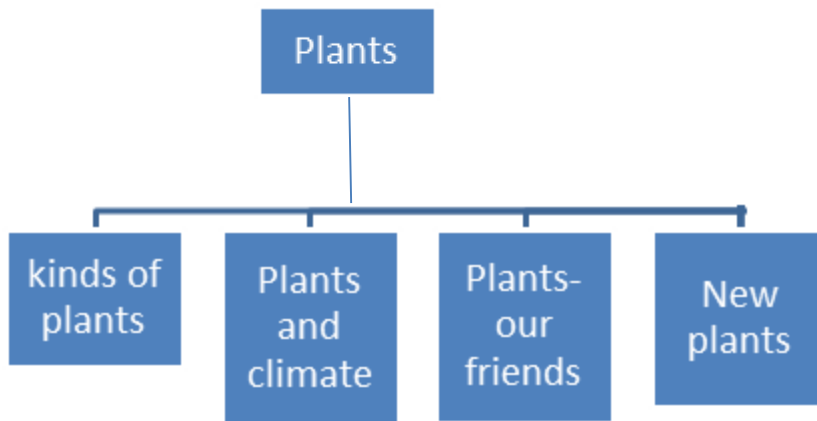 Plants
kinds of
plants
Plants
and
climate
Plants-
our
friends
New
plants